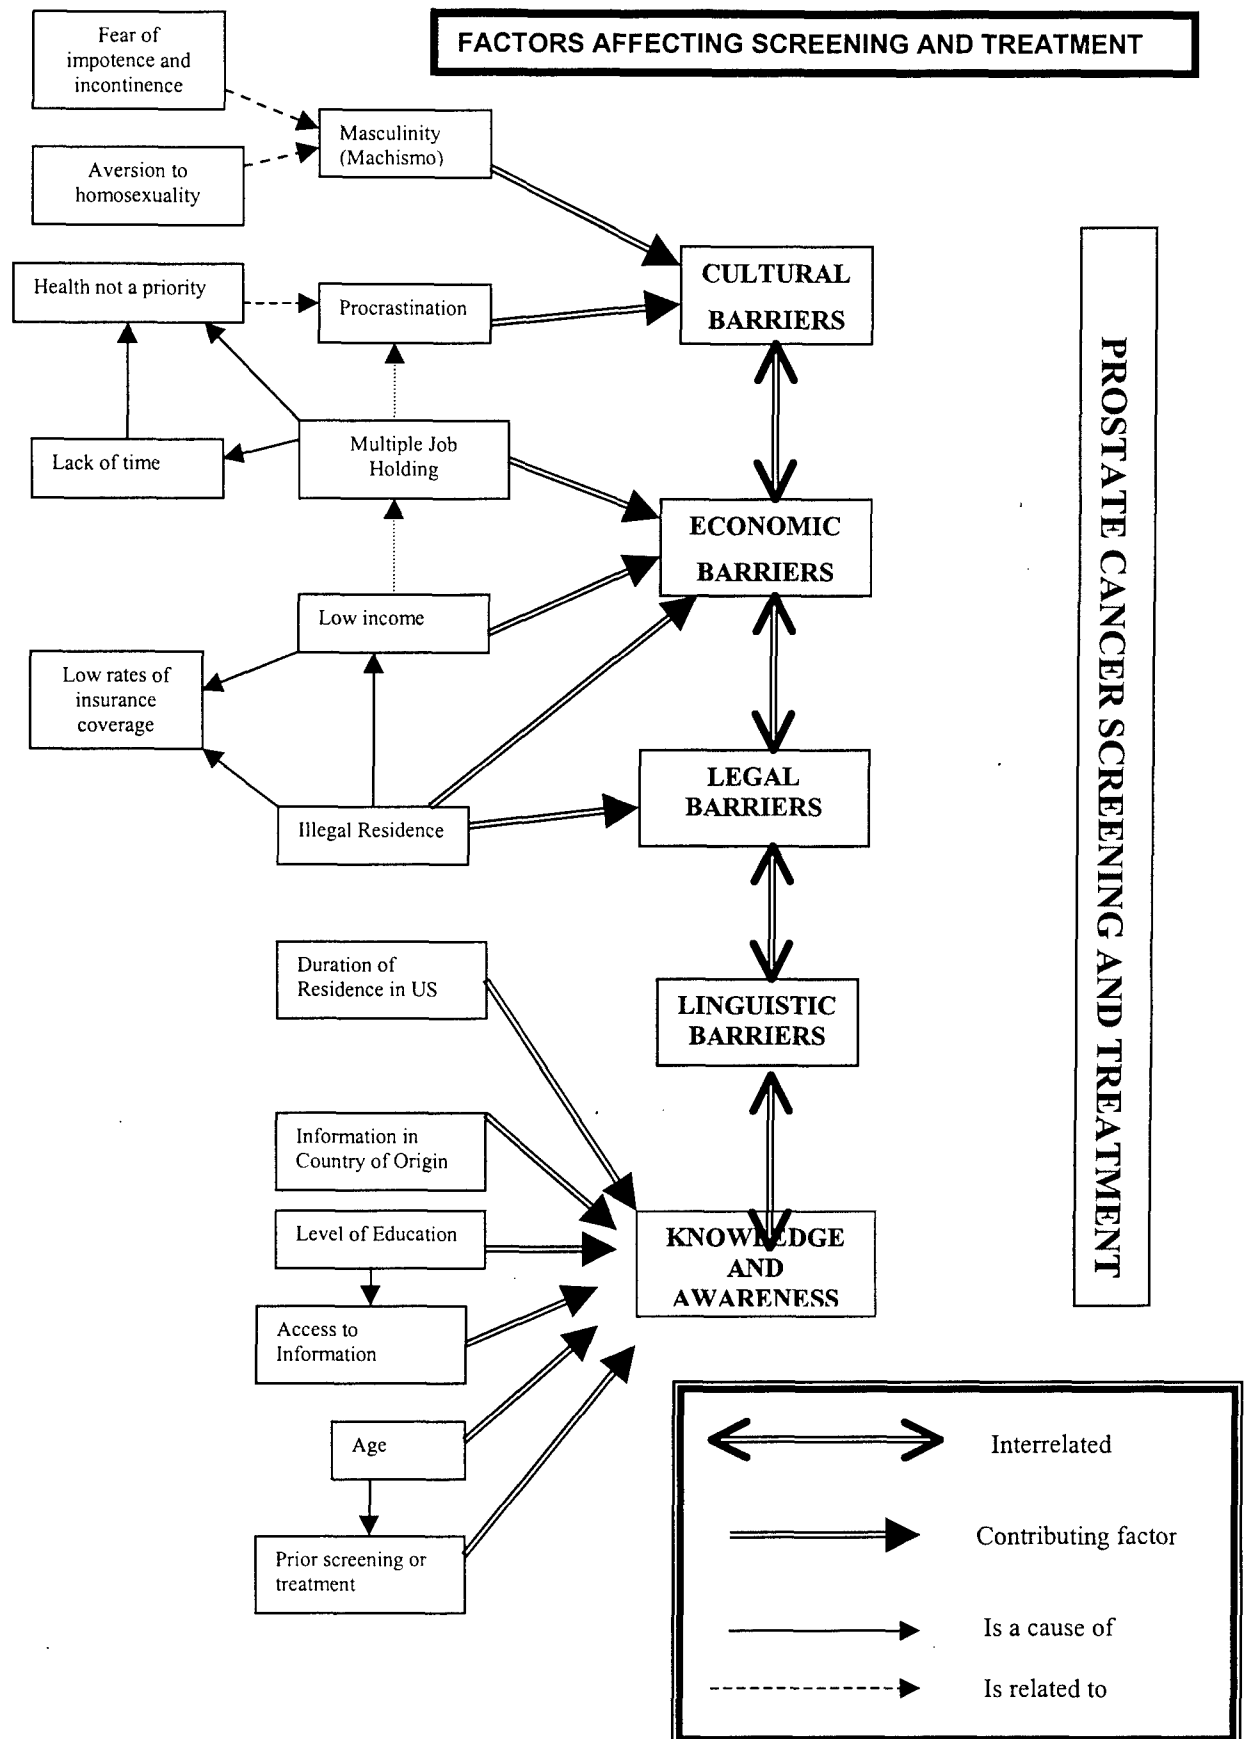 FACTORS AFFECTING SCREENING AND TREATMENT
Fear of
impotence and
incontinence
Masculinity
(Machismo)
Aversion to
homosexuality
CULTURAL
BARRIERS
Health not a priority
Procrastination
Lack of time
Multiple Job
Holding
ECONOMIC
BARRIERS
Low income
Low rates of
insurance
coverage
LEGAL
BARRIERS
Illegal Residence
Duration of
Residence in US
LINGUISTIC
BARRIERS
Information in
Country of Origin
Level of Education
KNOWLEDGE
AND
AWARENESS
Access to
Information
Age
Prior screening or
treatment
PROSTATE CANCER SCREENING AND TREATMENT
Interrelated
Contributing factor
Is a cause of
Is related to